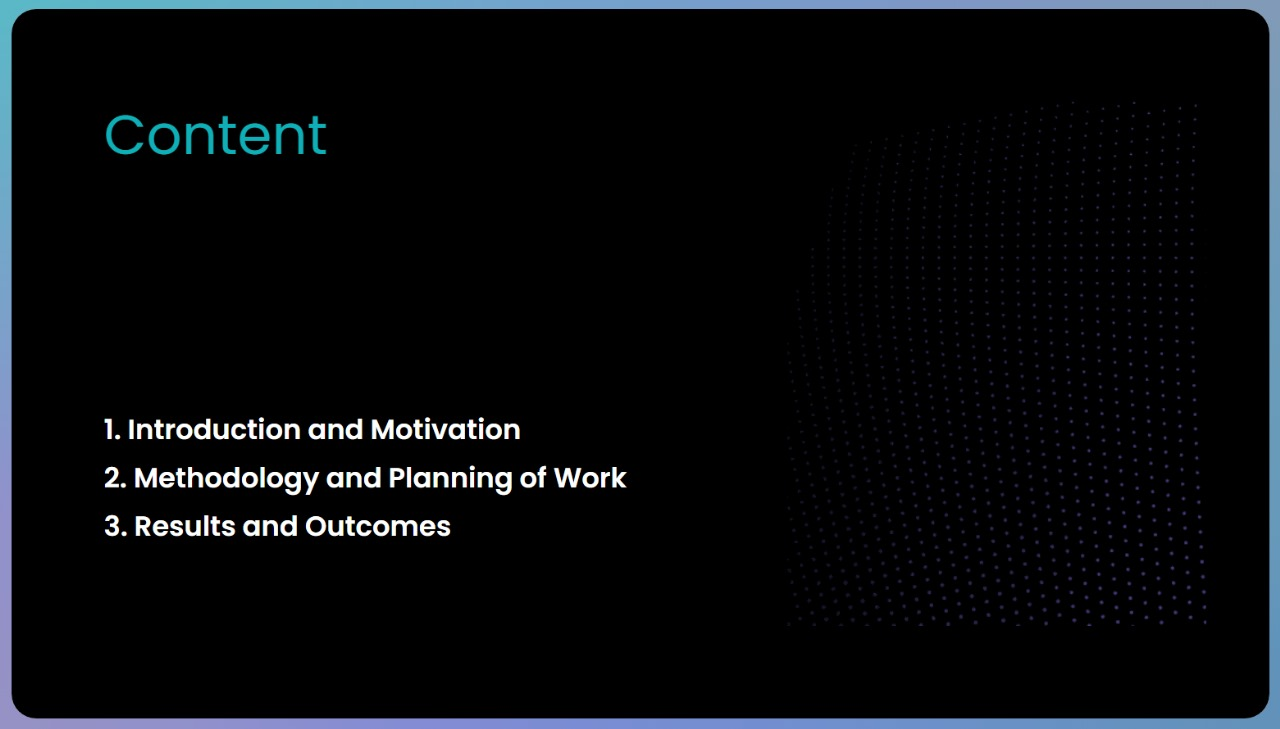 Content
1. Introduction and Motivation
2. Methodology and Planning of Work
3. Results and Outcomes